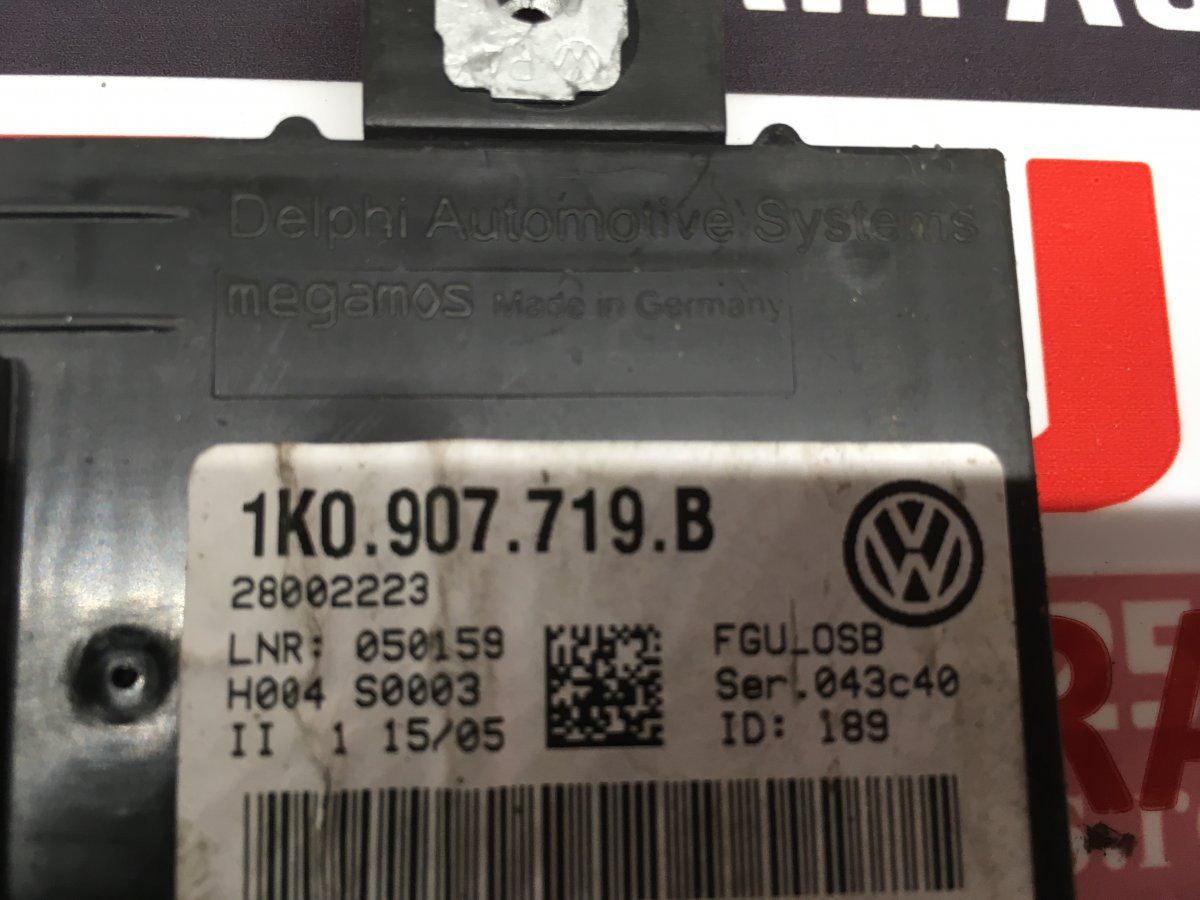 Delphi Automotive Systems
megamos Made in Germany
1K0.907.719.B
28002223
LNR: 050159
H004 S0003
II 1 15/05
FGU_OSB
Ser.043c40
ID: 189